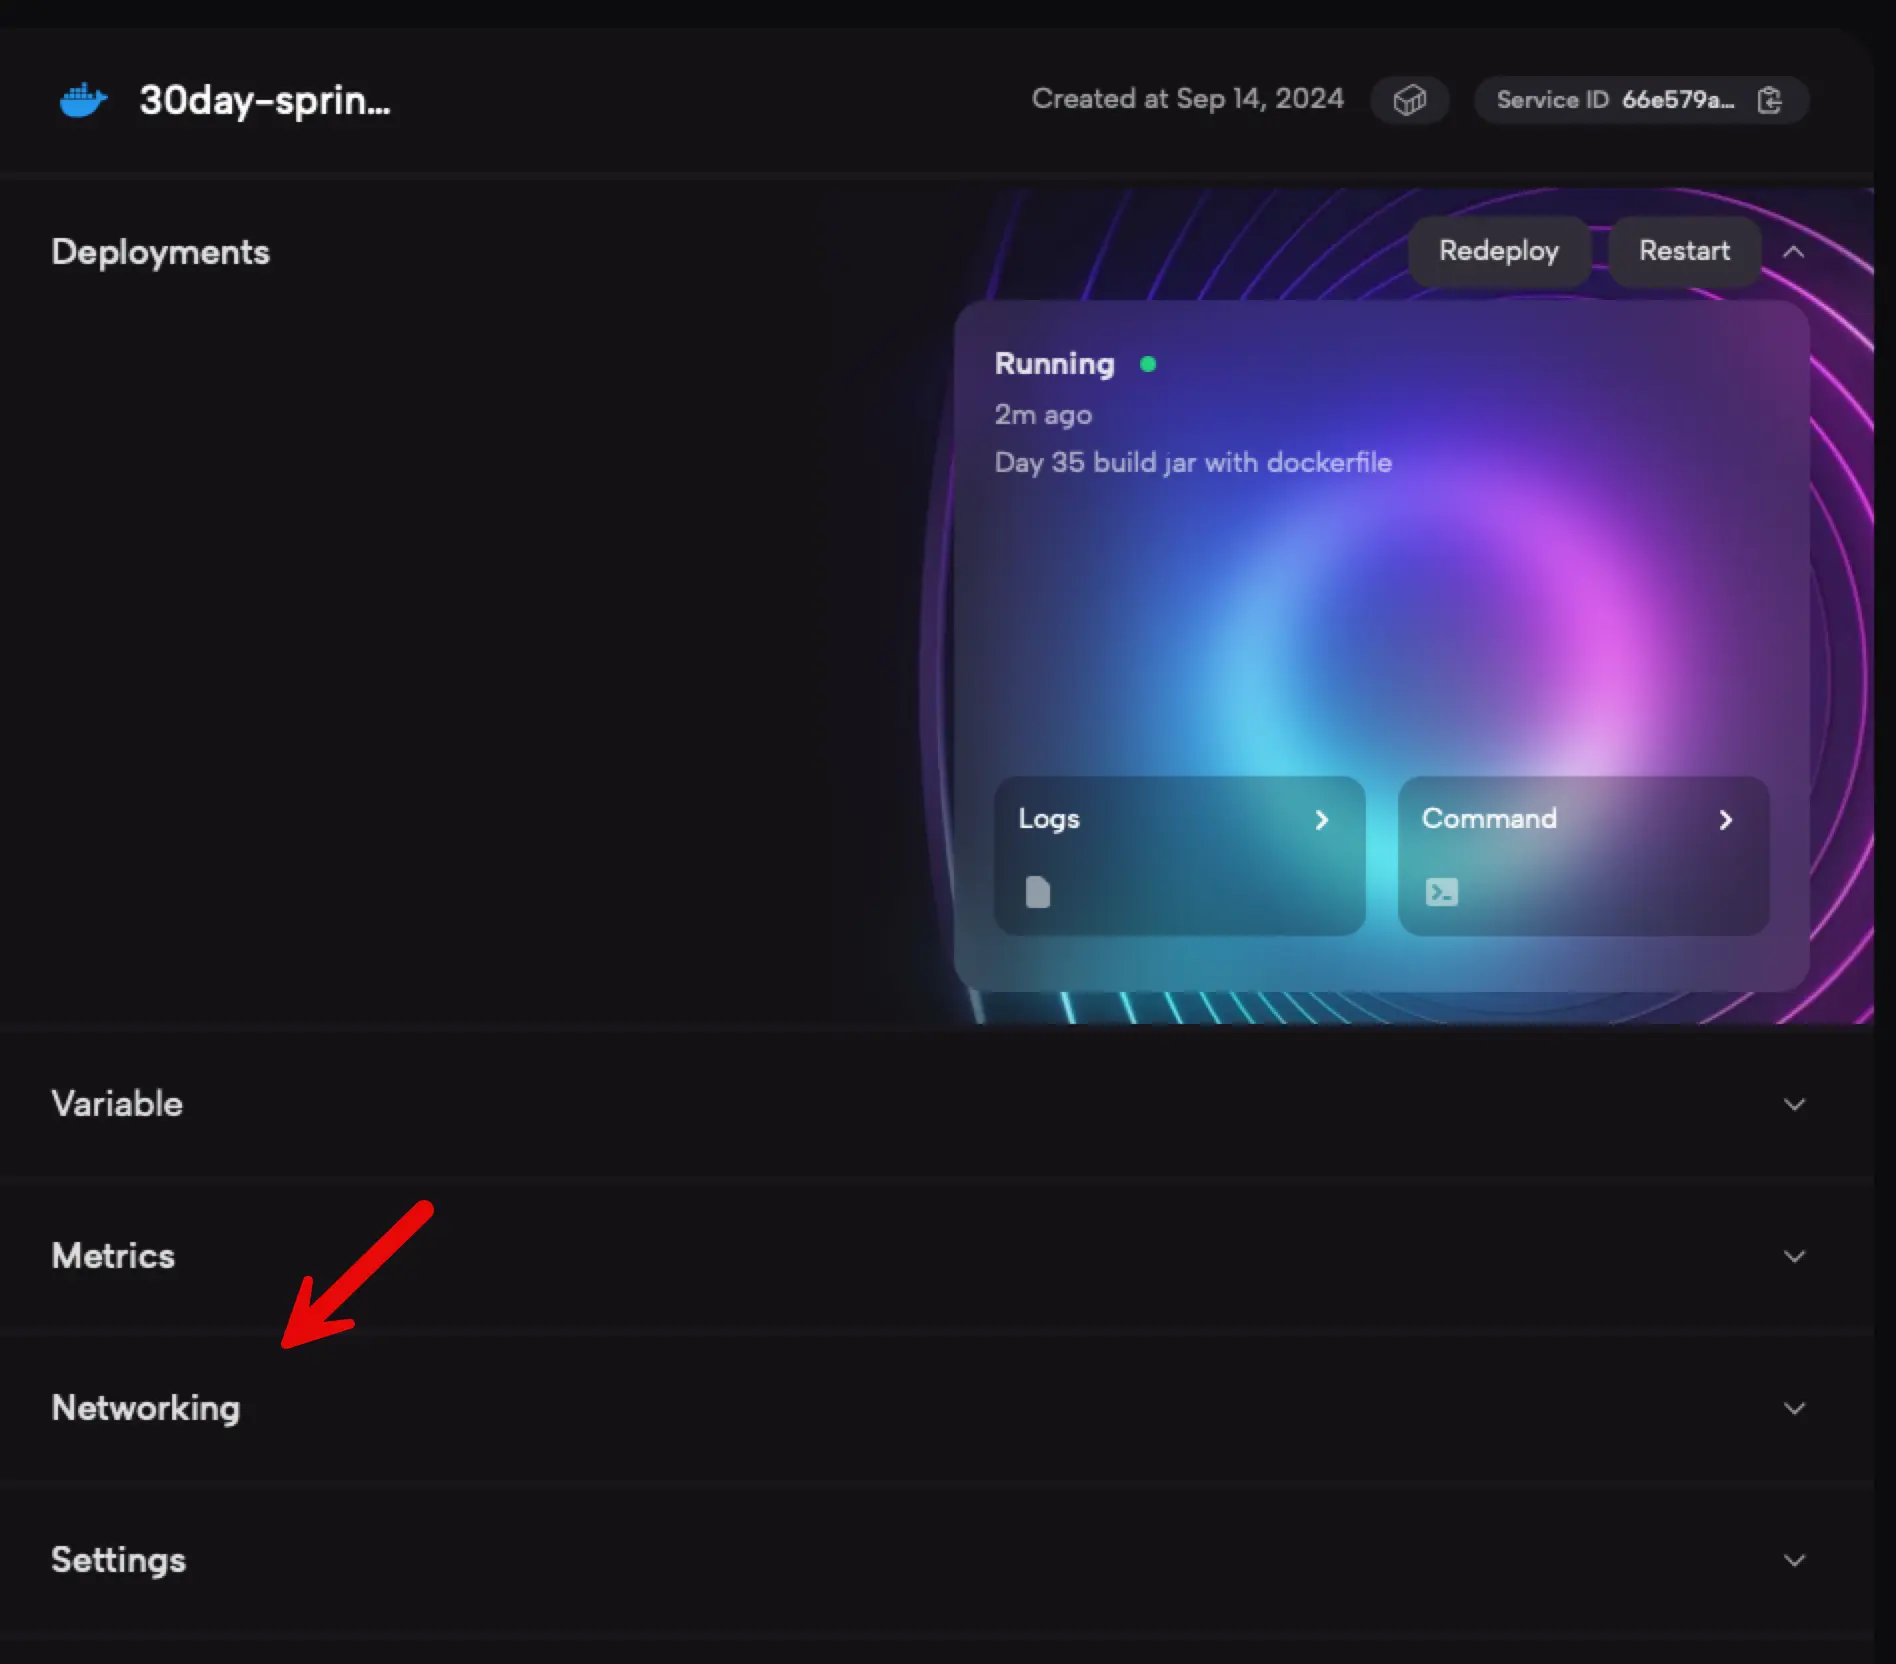 30day-sprin...
Created at Sep 14, 2024
Service ID 66e579a...
Deployments
Redeploy
Restart
Running
2m ago
Day 35 build jar with dockerfile
Logs
Command
Variable
Metrics
Networking
Settings